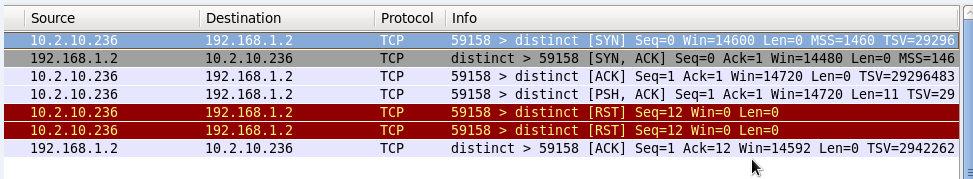 Source Destination Protocol Info
10.2.10.236 192.168.1.2 TCP 59158 > distinct [SYN] Seq=0 Win=14600 Len=0 MSS=1460 TSV=29296
192.168.1.2 10.2.10.236 TCP distinct > 59158 [SYN, ACK] Seq=0 Ack=1 Win=14480 Len=0 MSS=146
10.2.10.236 192.168.1.2 TCP 59158 > distinct [ACK] Seq=1 Ack=1 Win=14720 Len=0 TSV=29296483
10.2.10.236 192.168.1.2 TCP 59158 > distinct [PSH, ACK] Seq=1 Ack=1 Win=14720 Len=11 TSV=29
10.2.10.236 192.168.1.2 TCP 59158 > distinct [RST] Seq=12 Win=0 Len=0
10.2.10.236 192.168.1.2 TCP 59158 > distinct [RST] Seq=12 Win=0 Len=0
192.168.1.2 10.2.10.236 TCP distinct > 59158 [ACK] Seq=1 Ack=12 Win=14592 Len=0 TSV=2942262